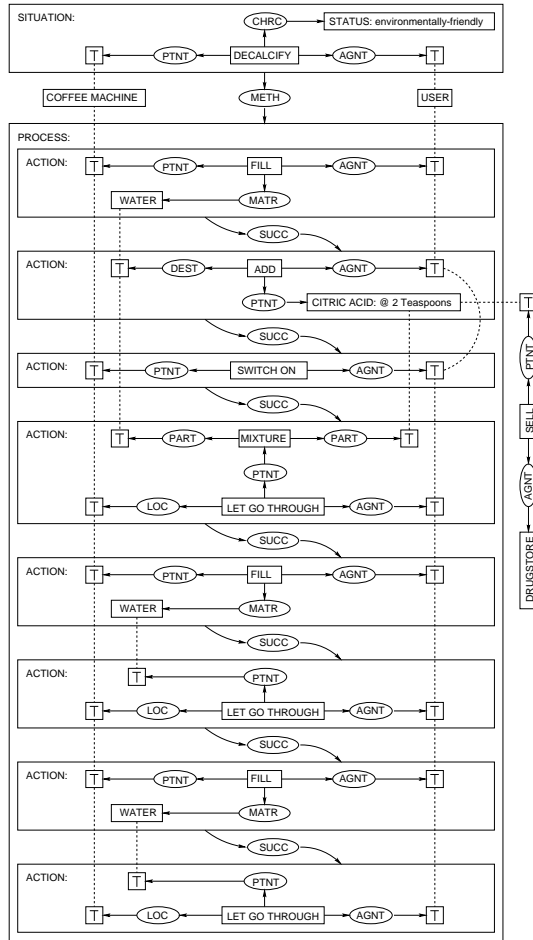 SITUATION:
CHRC
STATUS: environmentally-friendly
T
PTNT
DECALCIFY
AGNT
T
COFFEE MACHINE
METH
USER
PROCESS:
ACTION:
T
PTNT
FILL
AGNT
T
WATER
MATR
SUCC
ACTION:
T
DEST
ADD
AGNT
T
PTNT
CITRIC ACID: @ 2 Teaspoons
T
SUCC
PTNT
ACTION:
T
PTNT
SWITCH ON
AGNT
T
SUCC
SELL
ACTION:
T
PART
MIXTURE
PART
T
PTNT
AGNT
T
LOC
LET GO THROUGH
AGNT
T
SUCC
DRUGSTORE
ACTION:
T
PTNT
FILL
AGNT
T
WATER
MATR
SUCC
ACTION:
T
PTNT
T
LOC
LET GO THROUGH
AGNT
T
SUCC
ACTION:
T
PTNT
FILL
AGNT
T
WATER
MATR
SUCC
ACTION:
T
PTNT
T
LOC
LET GO THROUGH
AGNT
T